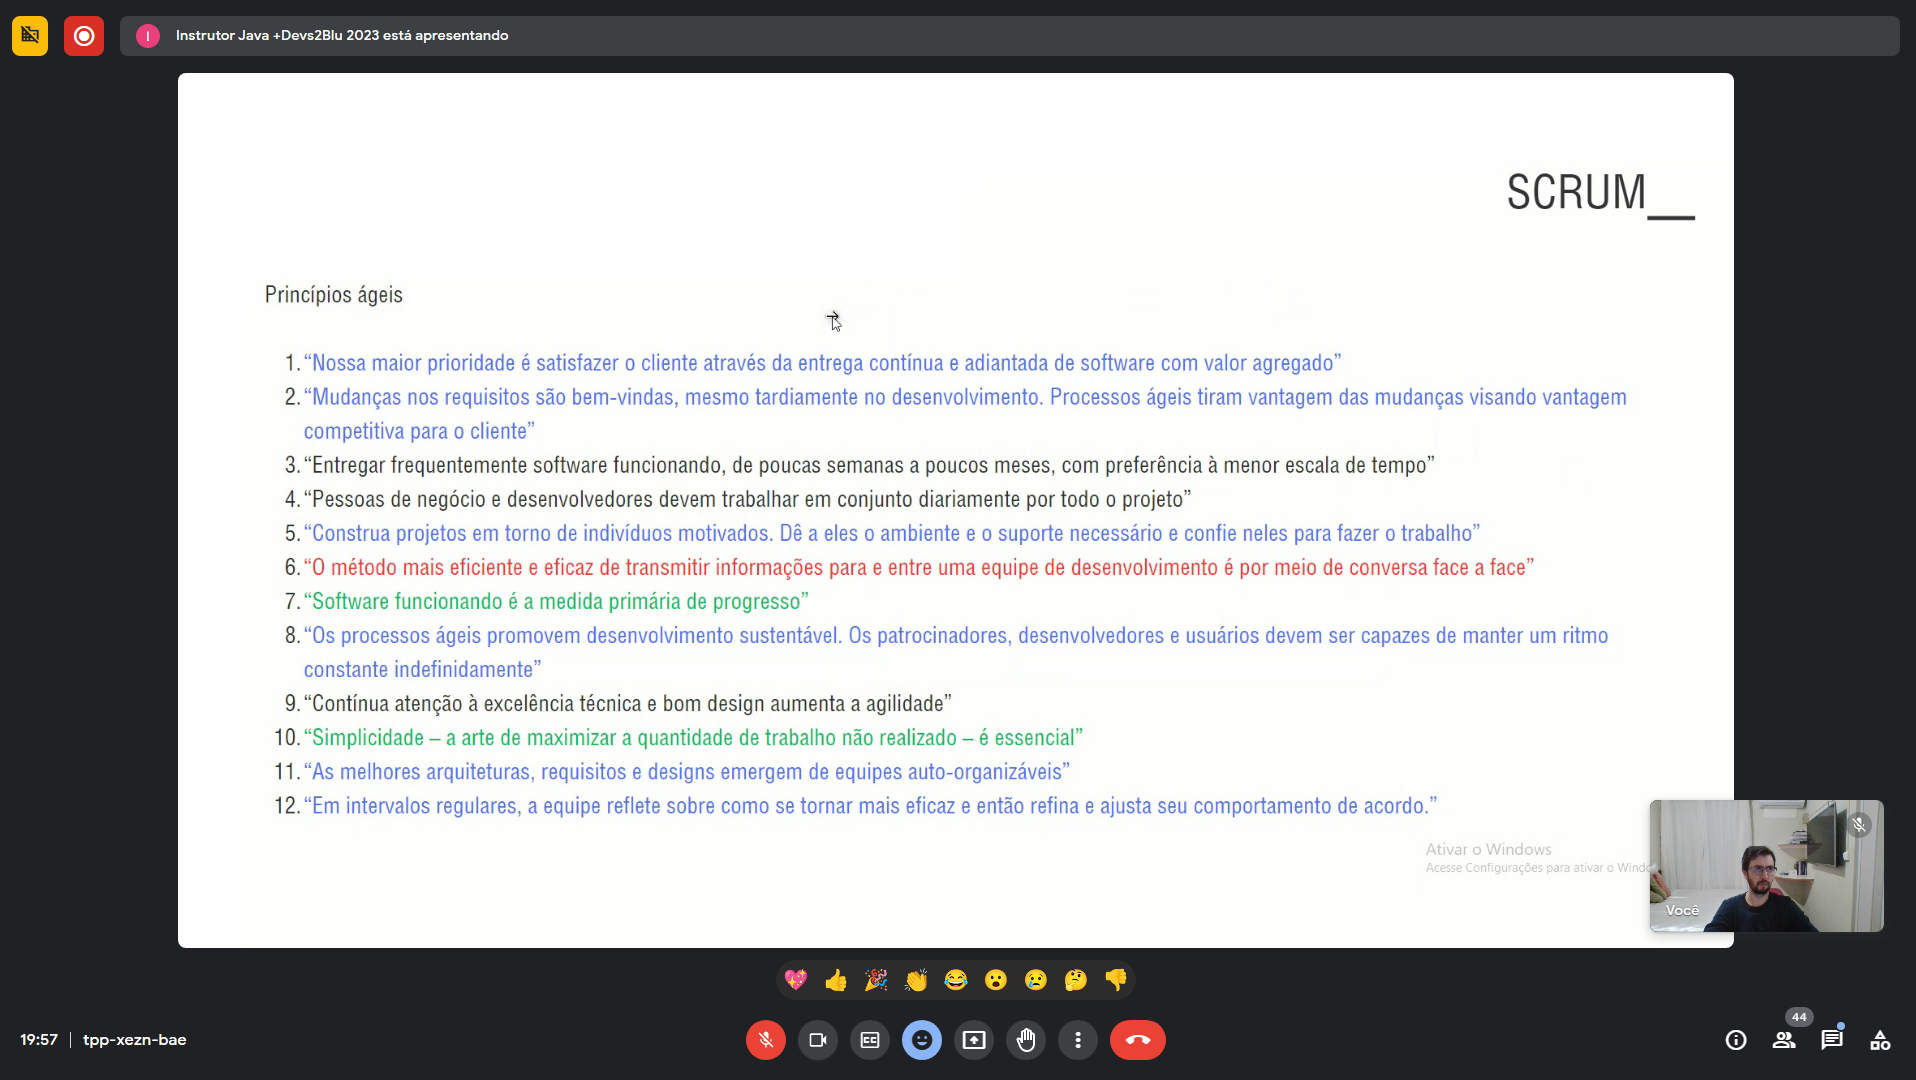 I Instrutor Java +Devs2Blu 2023 está apresentando
SCRUM__
Princípios ágeis
1. “Nossa maior prioridade é satisfazer o cliente através da entrega contínua e adiantada de software com valor agregado”
2. “Mudanças nos requisitos são bem-vindas, mesmo tardiamente no desenvolvimento. Processos ágeis tiram vantagem das mudanças visando vantagem
competitiva para o cliente”
3. “Entregar frequentemente software funcionando, de poucas semanas a poucos meses, com preferência à menor escala de tempo”
4. “Pessoas de negócio e desenvolvedores devem trabalhar em conjunto diariamente por todo o projeto”
5. “Construa projetos em torno de indivíduos motivados. Dê a eles o ambiente e o suporte necessário e confie neles para fazer o trabalho”
6. “O método mais eficiente e eficaz de transmitir informações para e entre uma equipe de desenvolvimento é por meio de conversa face a face”
7. “Software funcionando é a medida primária de progresso”
8. “Os processos ágeis promovem desenvolvimento sustentável. Os patrocinadores, desenvolvedores e usuários devem ser capazes de manter um ritmo
constante indefinidamente”
9. “Contínua atenção à excelência técnica e bom design aumenta a agilidade”
10. “Simplicidade – a arte de maximizar a quantidade de trabalho não realizado – é essencial”
11. “As melhores arquiteturas, requisitos e designs emergem de equipes auto-organizáveis”
12. “Em intervalos regulares, a equipe reflete sobre como se tornar mais eficaz e então refina e ajusta seu comportamento de acordo.”
Ativar o Windows
Acesse Configurações para ativar o
Você
19:57 | tpp-xezn-bae
CC
44